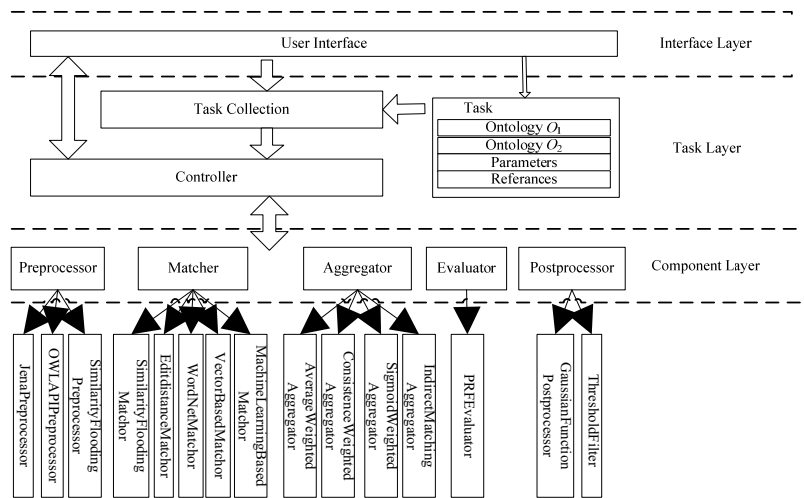 User Interface
Interface Layer
Task Collection
Task
Ontology O1
Ontology O2
Parameters
Referances
Task Layer
Controller
Preprocessor
Matcher
Aggregator
Evaluator
Postprocessor
Component Layer
JenaPreprocessor
OWLAPIPreprocessor
SimilarityFlooding
Preprocessor
SimilarityFlooding
Matchor
EditdistanceMatchor
WordNetMatchor
VectorBasedMatchor
MachineLearningBased
Matchor
AverageWeighted
Aggregator
ConsistenceWeighted
Aggregator
SigmoidWeighted
Aggregator
IndirectMatching
Aggregator
PRFEvaluator
GaussianFunction
Postprocessor
ThresholdFilter